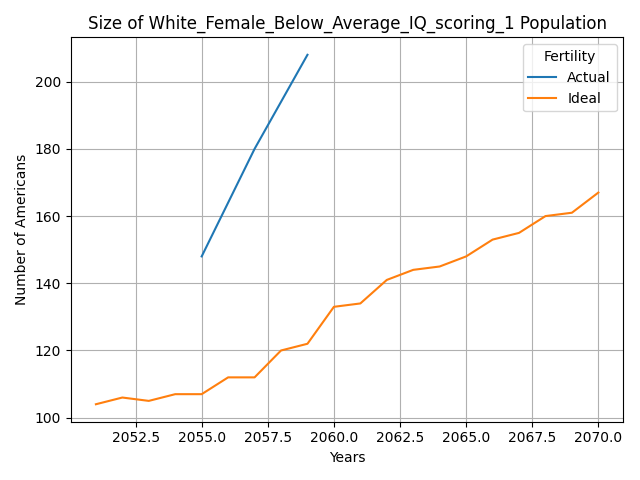 Size of White_Female_Below_Average_IQ_scoring_1 Population
Fertility
Actual
Ideal
Number of Americans
200
180
160
140
120
100
2052.5 2055.0 2057.5 2060.0 2062.5 2065.0 2067.5 2070.0
Years